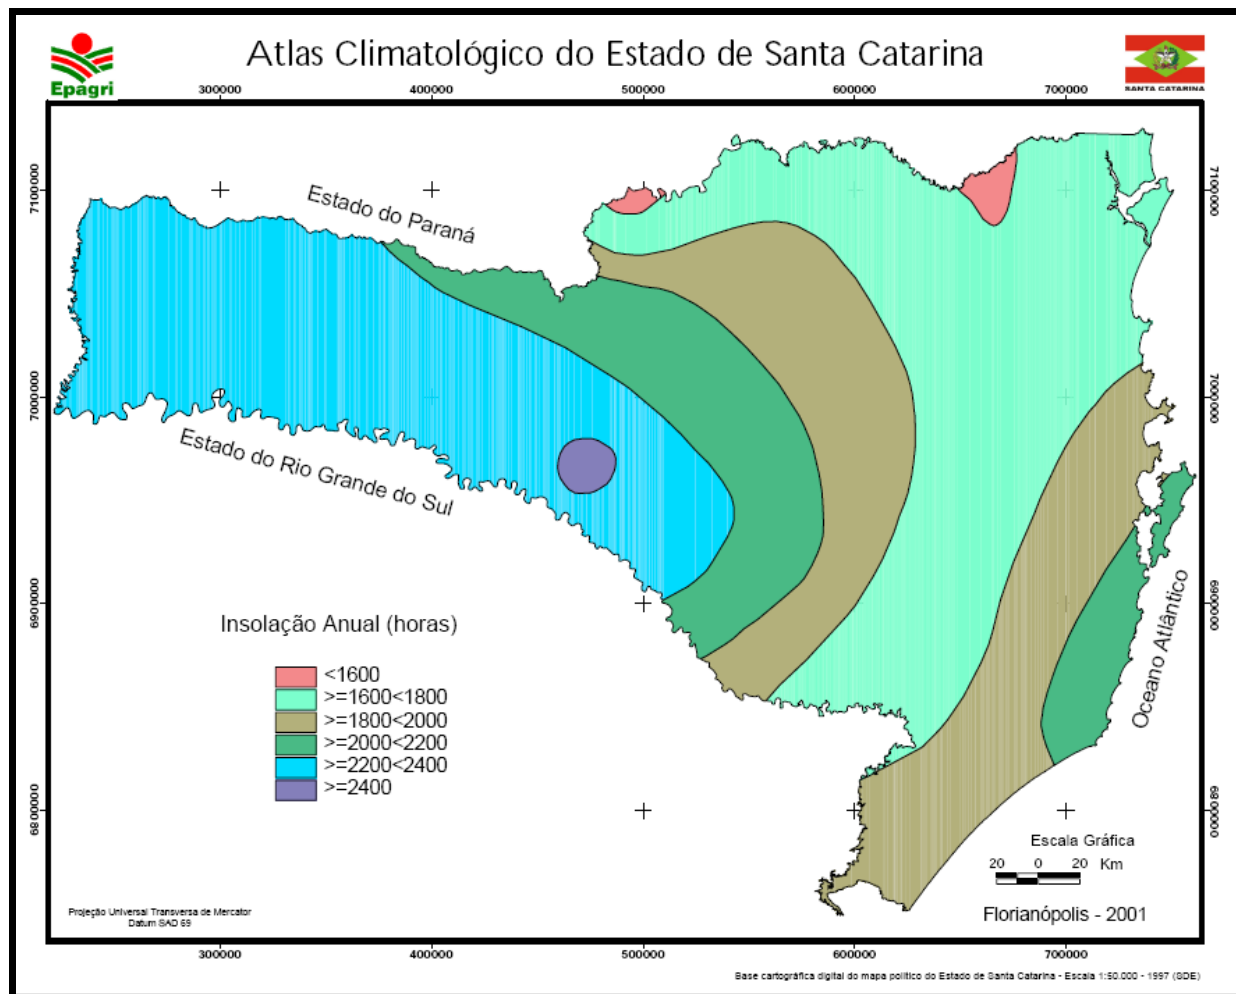 Atlas Climatológico do Estado de Santa Catarina
Epagri
SANTA CATARINA
300000 400000 500000 600000 700000
7100000 7100000
Estado do Paraná
7000000 7000000
Estado do Rio Grande do Sul
6900000 6900000
Oceano Atlântico
Insolação Anual (horas)
<1600
>=1600<1800
>=1800<2000
>=2000<2200
>=2200<2400
>=2400
6800000 6800000
Escala Gráfica
20 0 20 Km
Florianópolis - 2001
Projeção Universal Transversa de Mercator
Datum SAD 69
300000 400000 500000 600000 700000
Base cartográfica digital do mapa político do Estado de Santa Catarina - Escala 1:50.000 - 1997 (SDE)